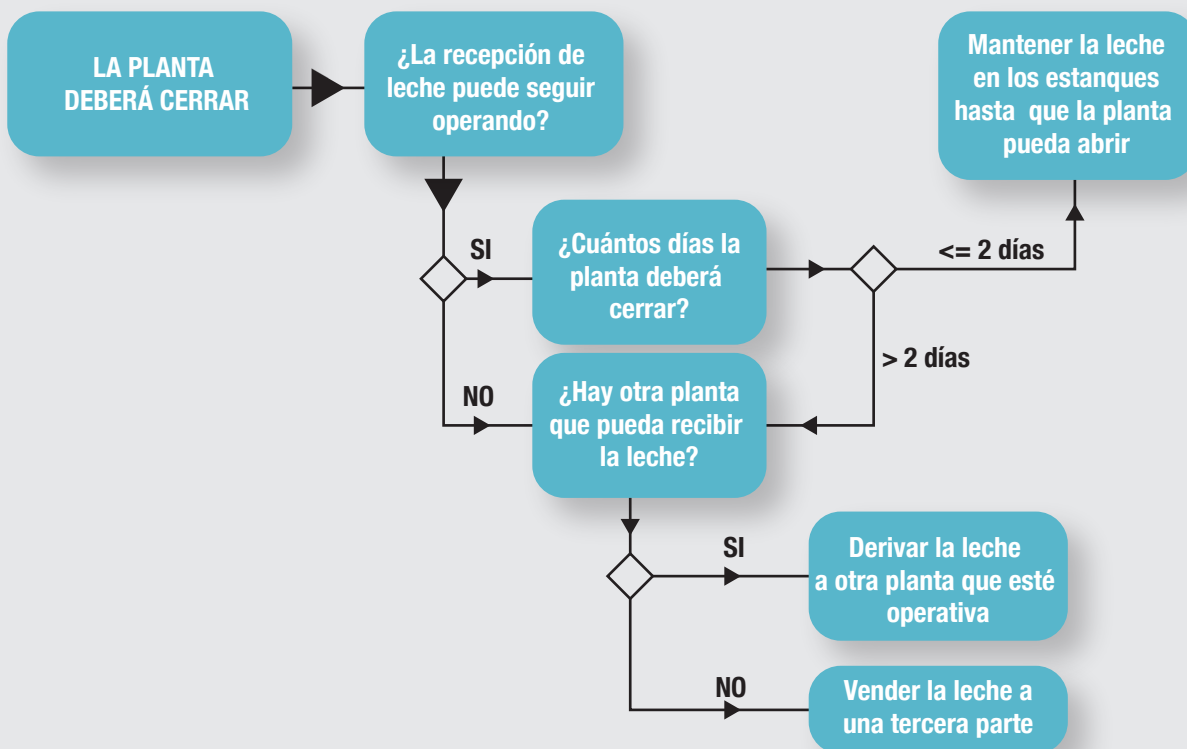 LA PLANTA
DEBERÁ CERRAR
¿La recepción de
leche puede seguir
operando?
Mantener la leche
en los estanques
hasta que la planta
pueda abrir
SI
¿Cuántos días la
planta deberá
cerrar?
<= 2 días
> 2 días
NO
¿Hay otra planta
que pueda recibir
la leche?
SI
Derivar la leche
a otra planta que esté
operativa
NO
Vender la leche a
una tercera parte